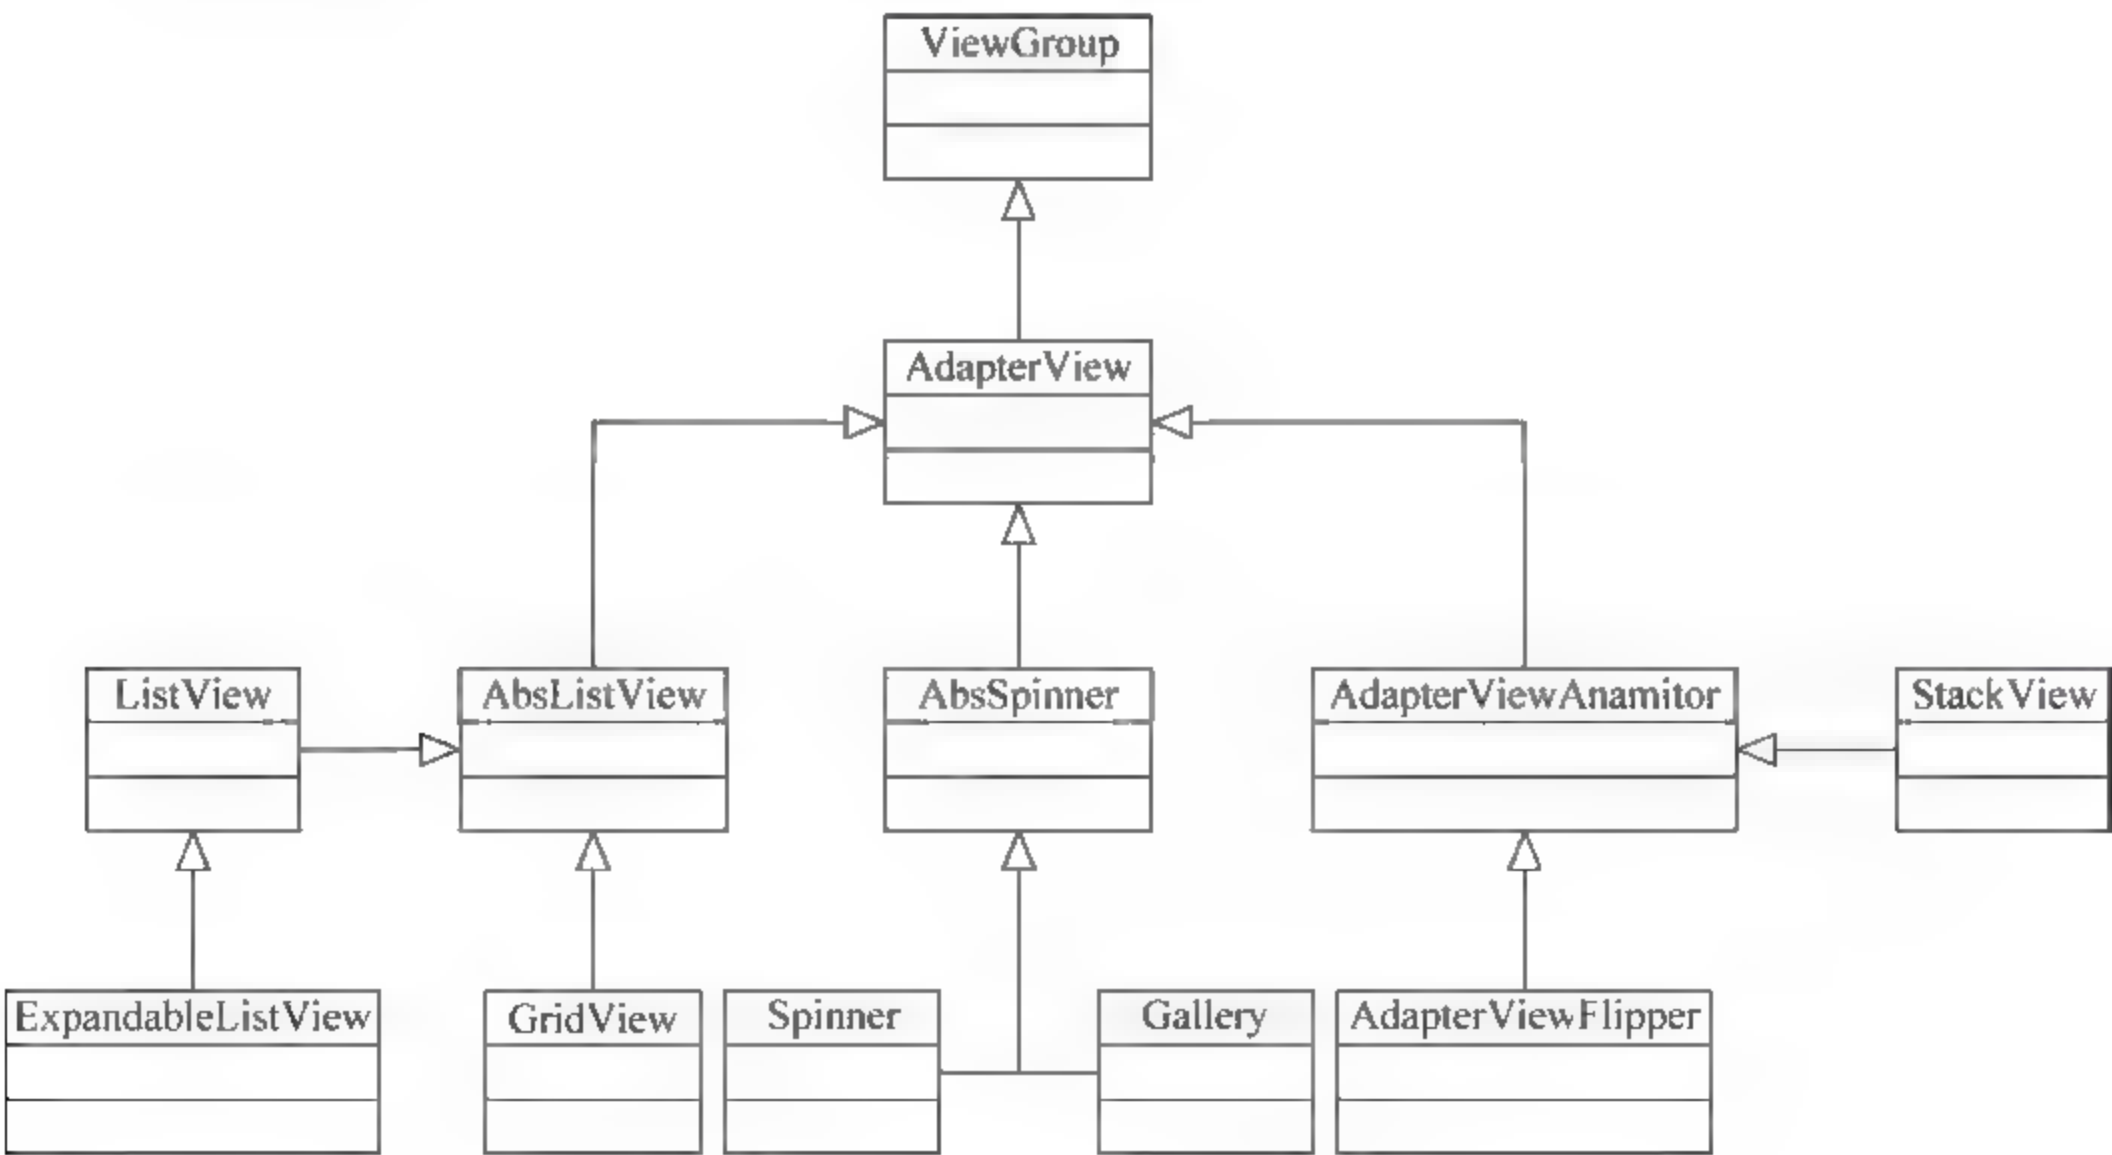 ViewGroup
AdapterView
ListView
AbsListView
AbsSpinner
AdapterViewAnamitor
StackView
ExpandableListView
GridView
Spinner
Gallery
AdapterViewFlipper